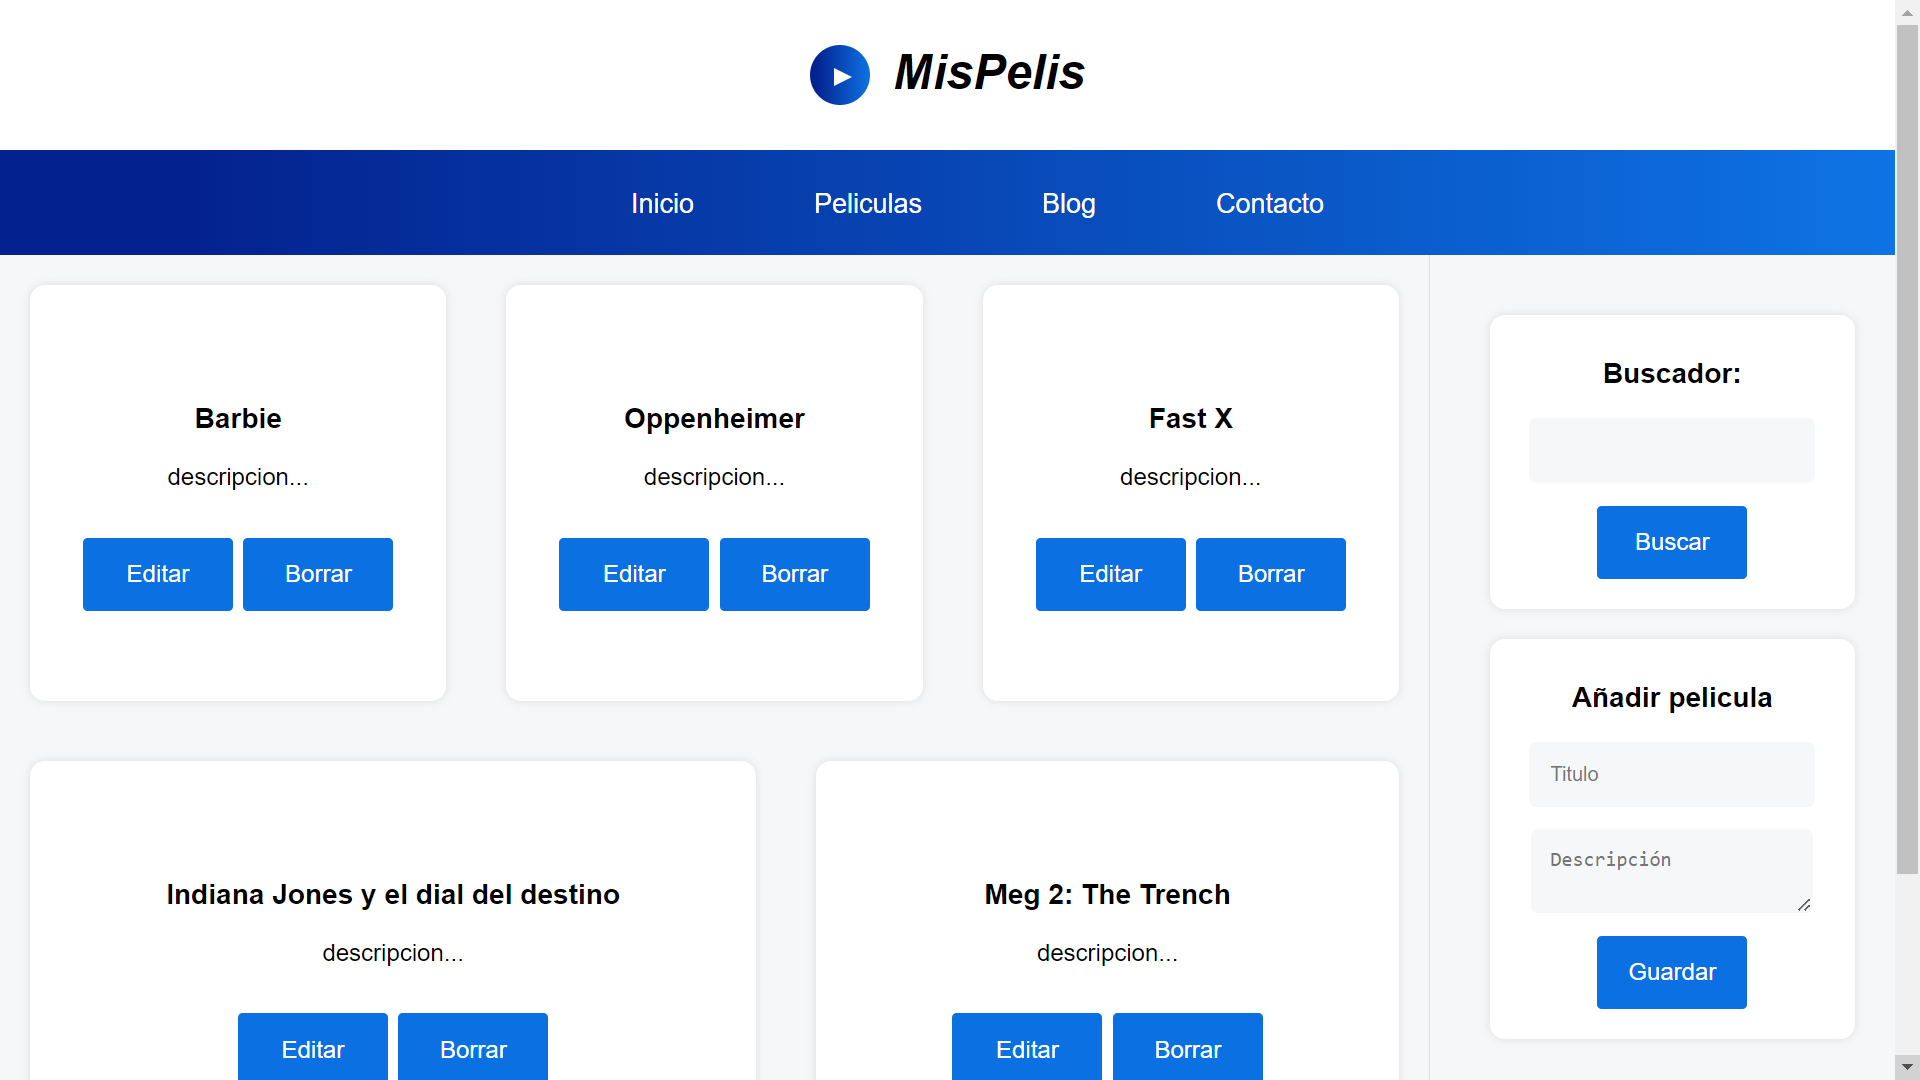 MisPelis
Inicio Peliculas Blog Contacto
Barbie
descripcion...
Editar Borrar
Oppenheimer
descripcion...
Editar Borrar
Fast X
descripcion...
Editar Borrar
Indiana Jones y el dial del destino
descripcion...
Editar Borrar
Meg 2: The Trench
descripcion...
Editar Borrar
Buscador:
Buscar
Añadir pelicula
Titulo
Descripción
Guardar